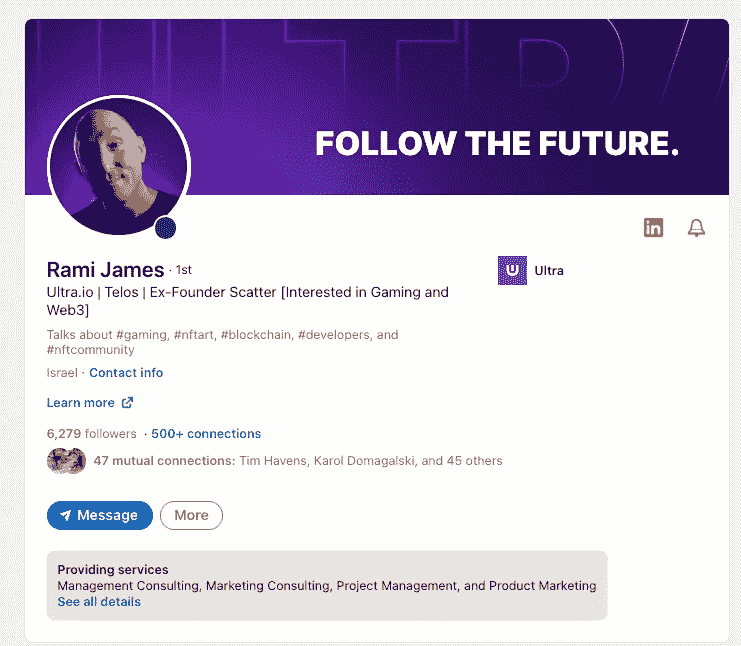 ULTRA
FOLLOW THE FUTURE.
in
Rami James · 1st
U Ultra
Ultra.io | Telos | Ex-Founder Scatter [Interested in Gaming and
Web3]
Talks about #gaming, #nftart, #blockchain, #developers, and
#nftcommunity
Israel · Contact info
Learn more
6,279 followers · 500+ connections
47 mutual connections: Tim Havens, Karol Domagalski, and 45 others
Message
More
Providing services
Management Consulting, Marketing Consulting, Project Management, and Product Marketing
See all details